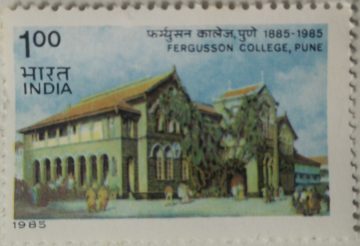 1.00
फर्ग्युसन कालेज, पुणे 1885-1985
FERGUSSON COLLEGE, PUNE
भारत
INDIA
1985